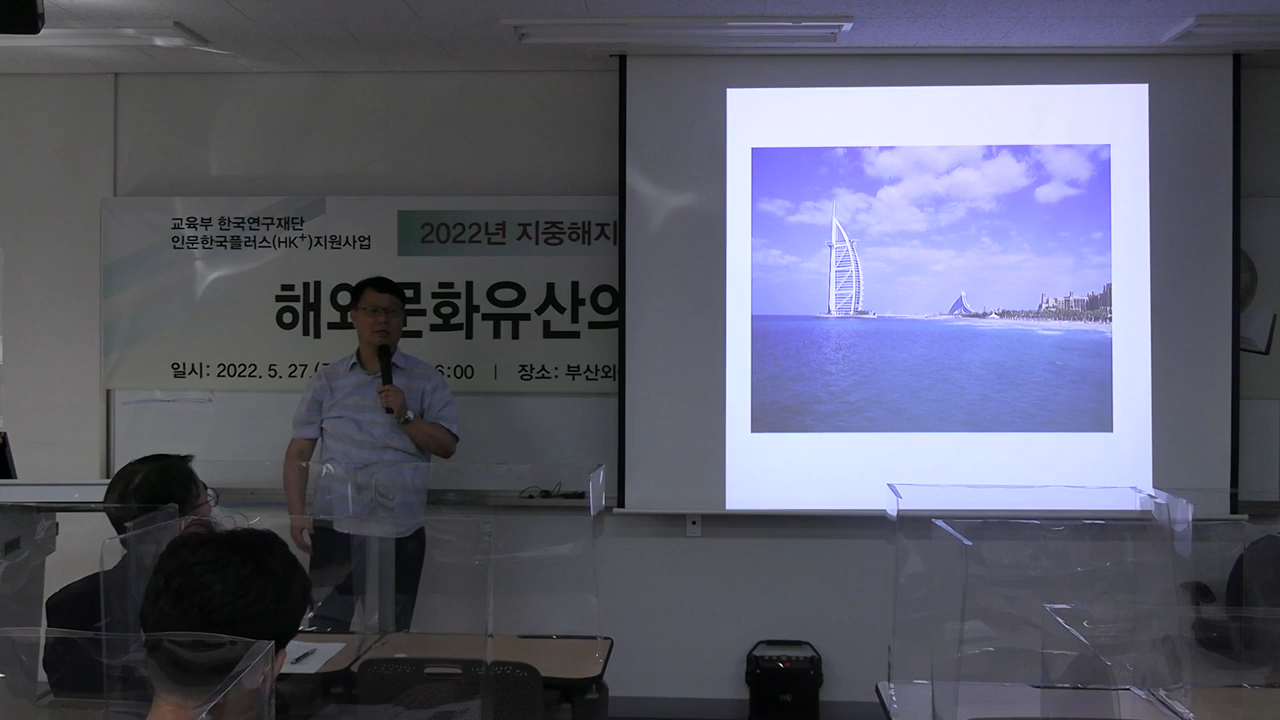 교육부 한국연구재단
인문한국플러스(HK+)지원사업
2022년 지중해지
해외문화유산의
일시: 2022. 5. 27.
6:00 | 장소: 부산외